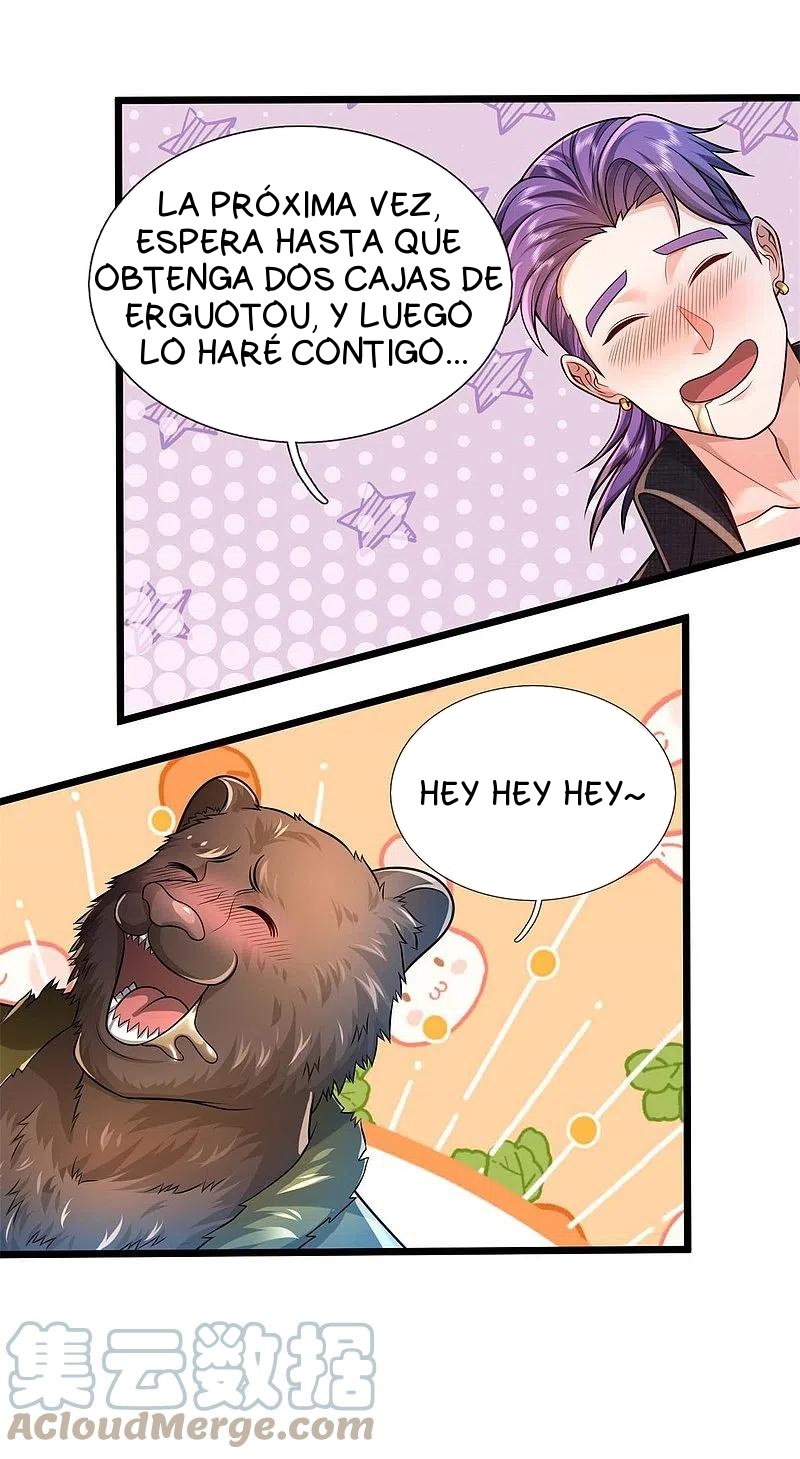 LA PRÓXIMA VEZ,
ESPERA HASTA QUE
OBTENGA DOS CAJAS DE
ERGUOTOU, Y LUEGO
LO HARÉ CONTIGO...
HEY HEY HEY~
集云数据
ACloudMerge.com